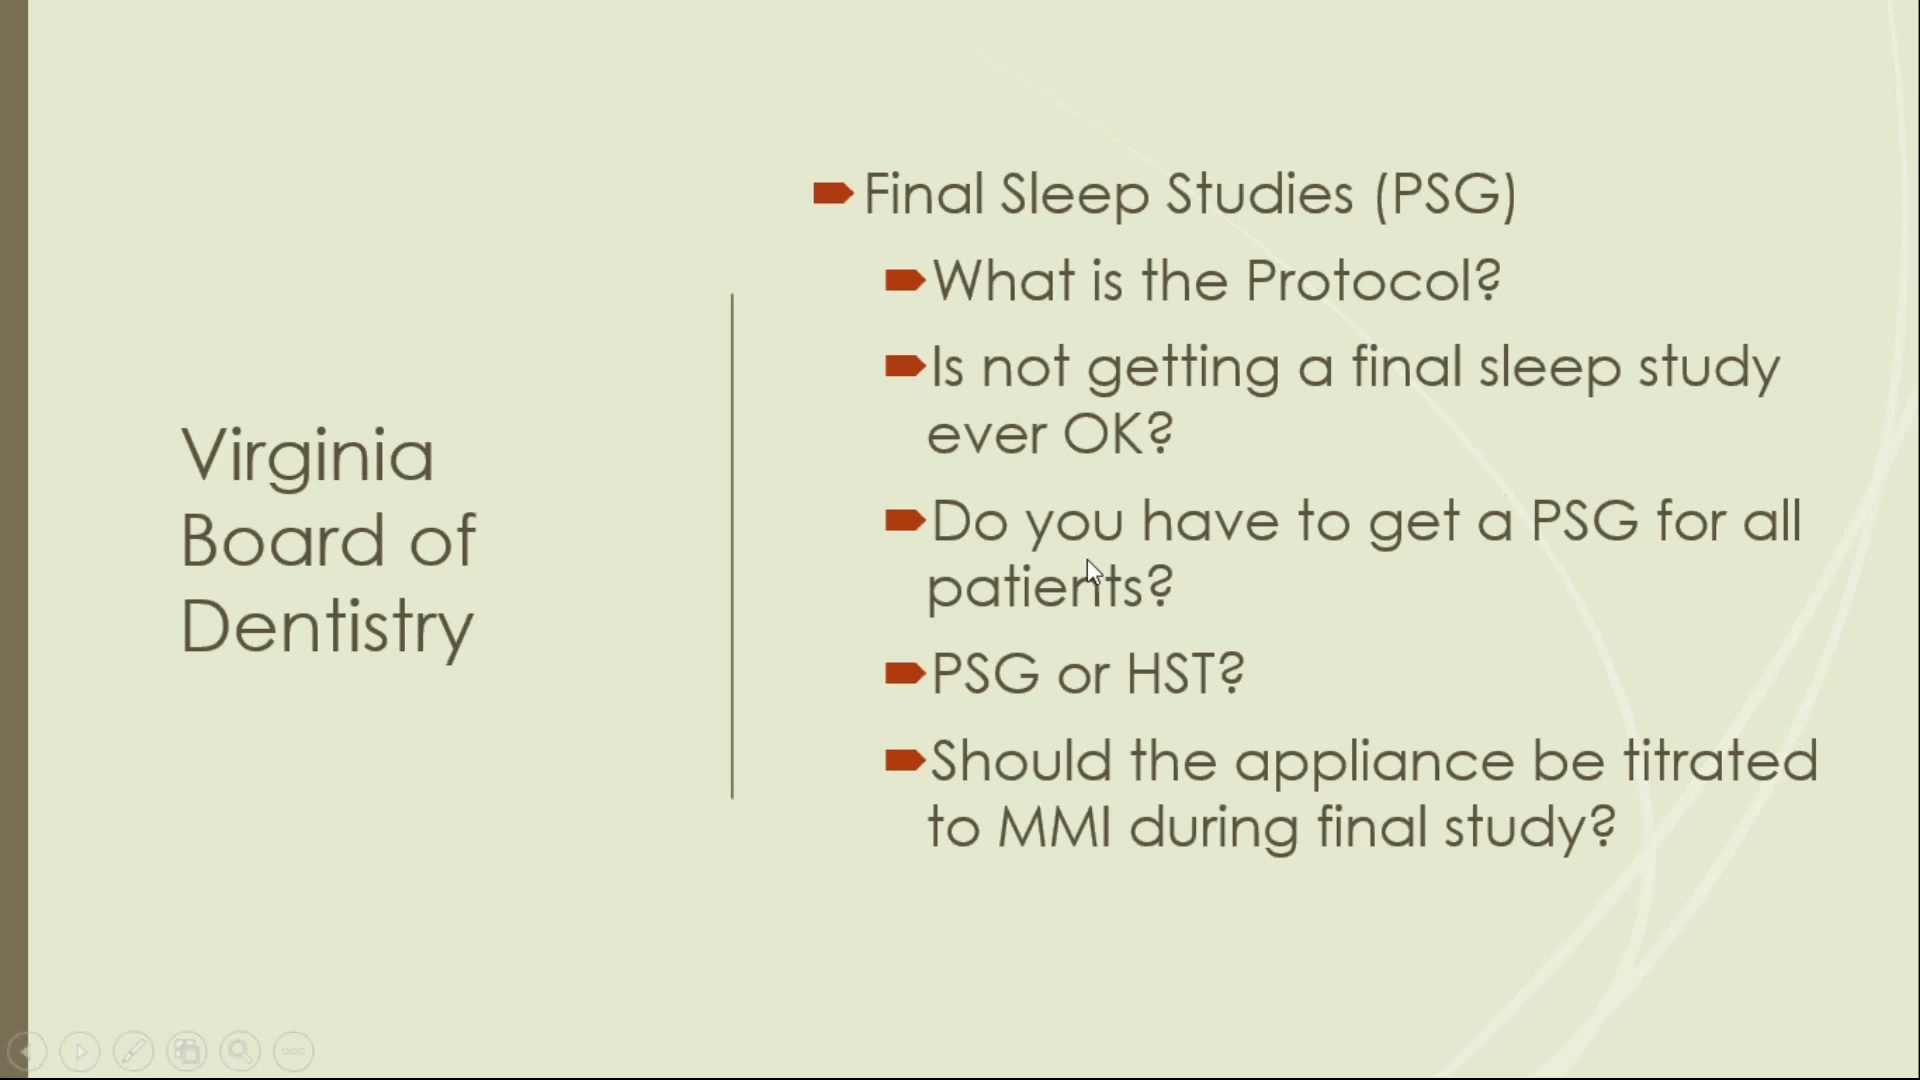 Virginia
Board of
Dentistry
Final Sleep Studies (PSG)
What is the Protocol?
Is not getting a final sleep study
ever OK?
Do you have to get a PSG for all
patients?
PSG or HST?
Should the appliance be titrated
to MMI during final study?